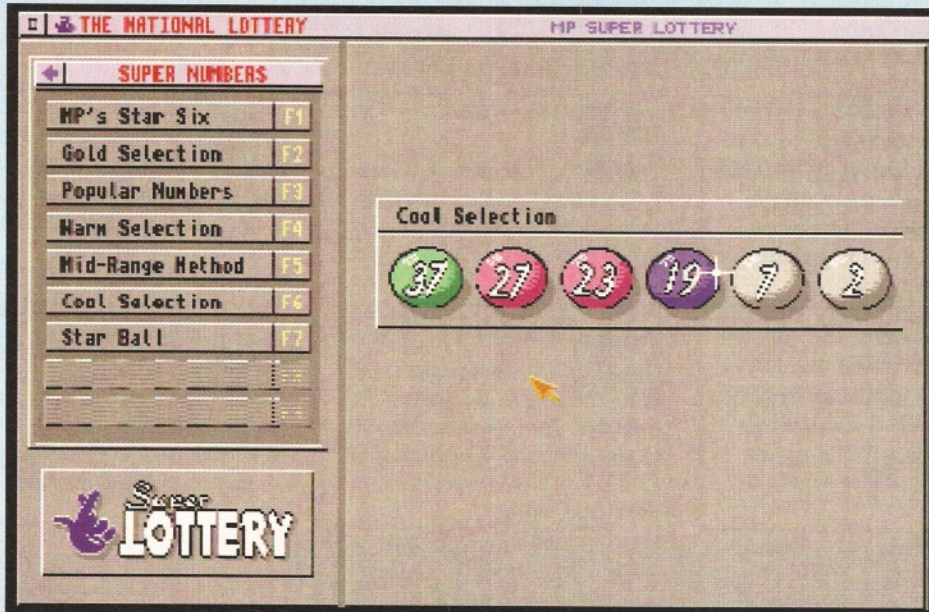 THE NATIONAL LOTTERY
MP SUPER LOTTERY
SUPER NUMBERS
MP's Star Six F1
Gold Selection F2
Popular Numbers F3
Warm Selection F4
Mid-Range Method F5
Cool Selection F6
Star Ball F7
Cool Selection
37 27 23 19 7 2
Super
LOTTERY